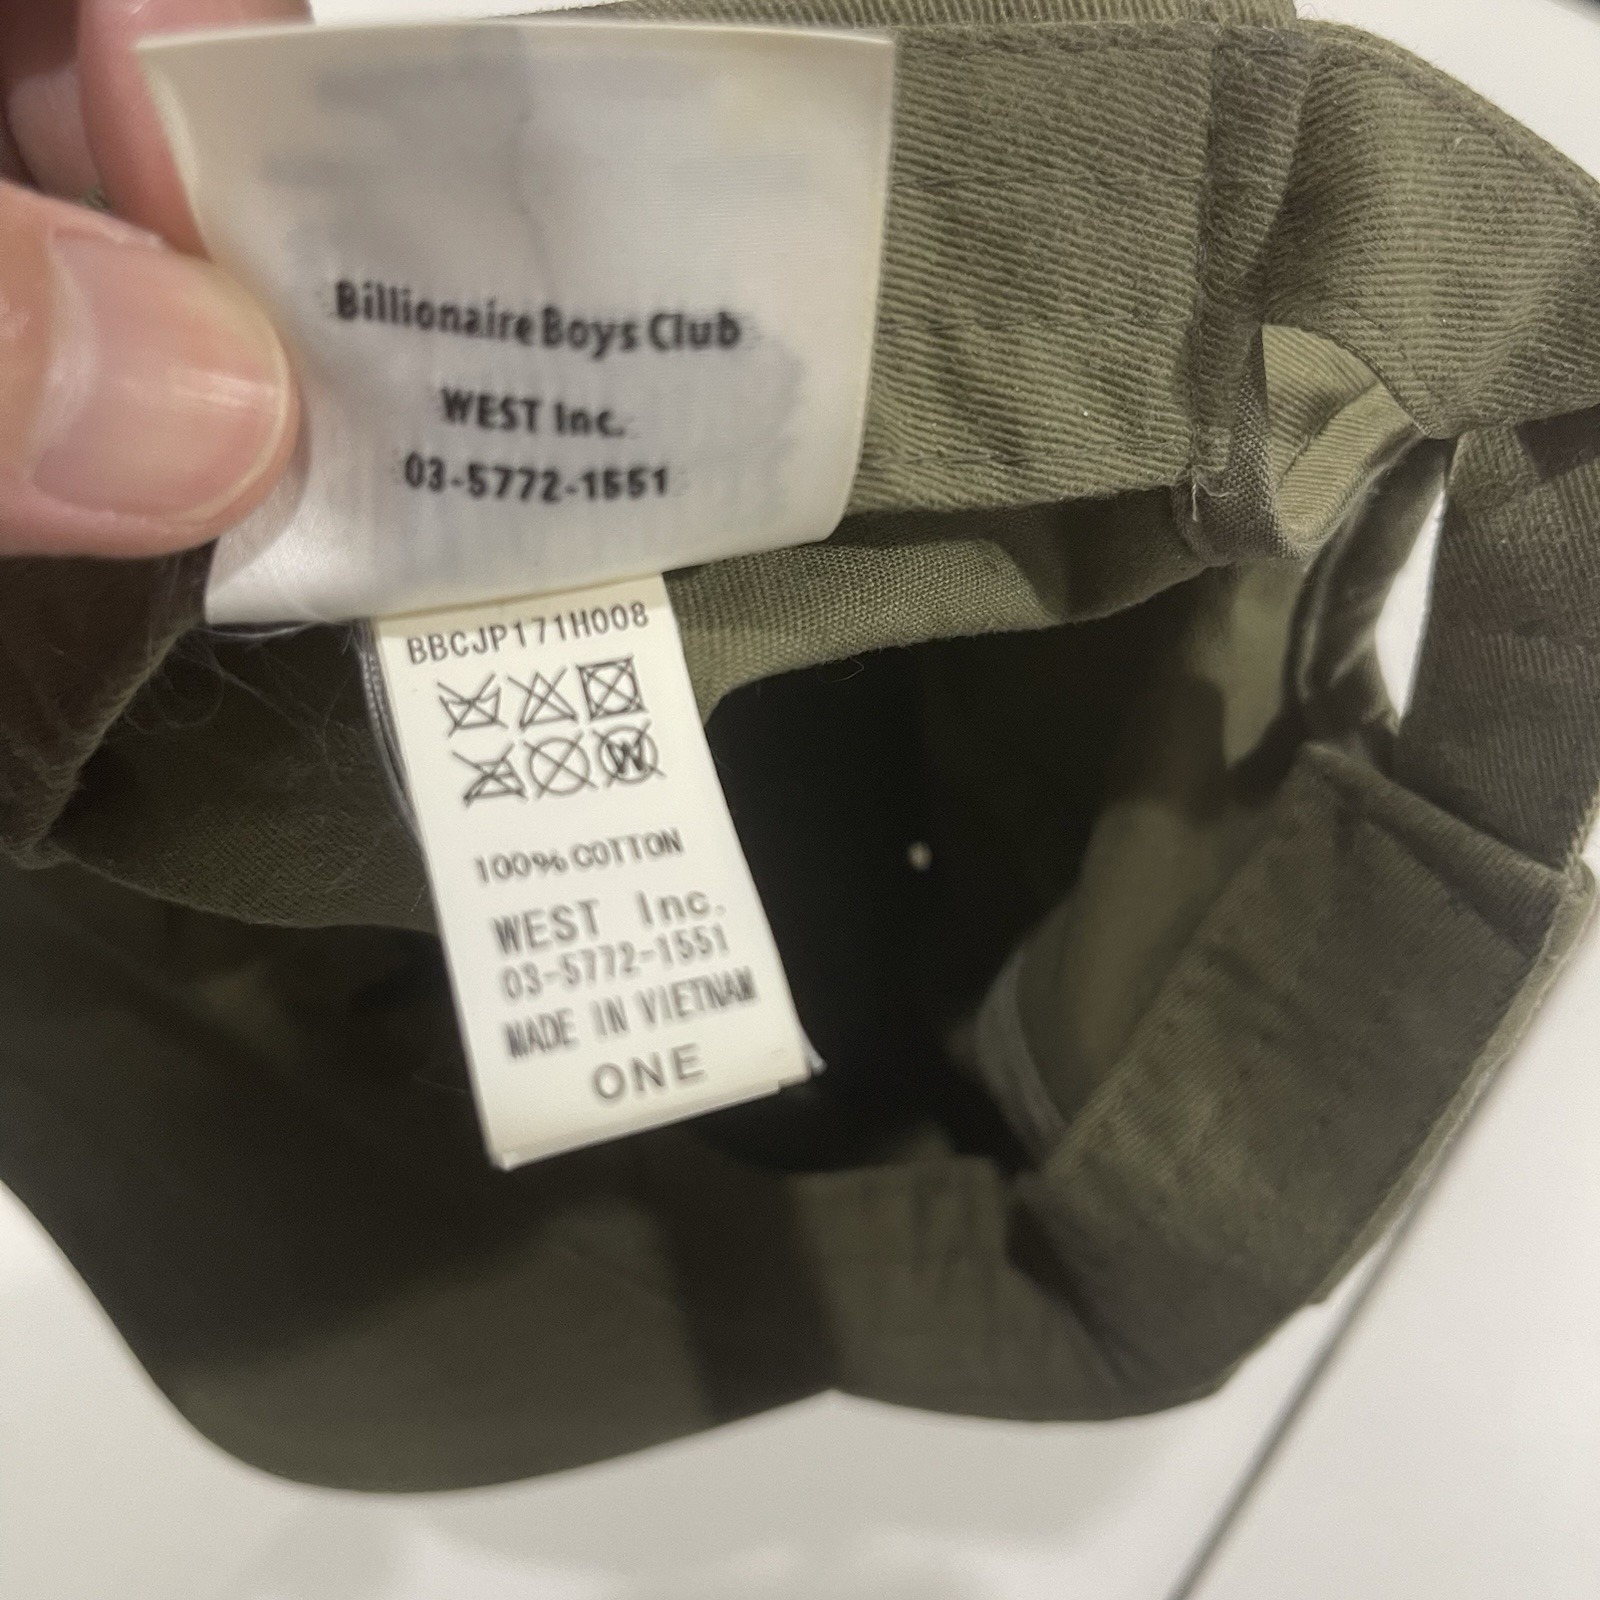 Billionaire Boys Club
WEST Inc.
03-5772-1551
BBCJP171H008
W
100% COTTON
WEST Inc.
03-5772-1551
MADE IN VIETNAM
ONE